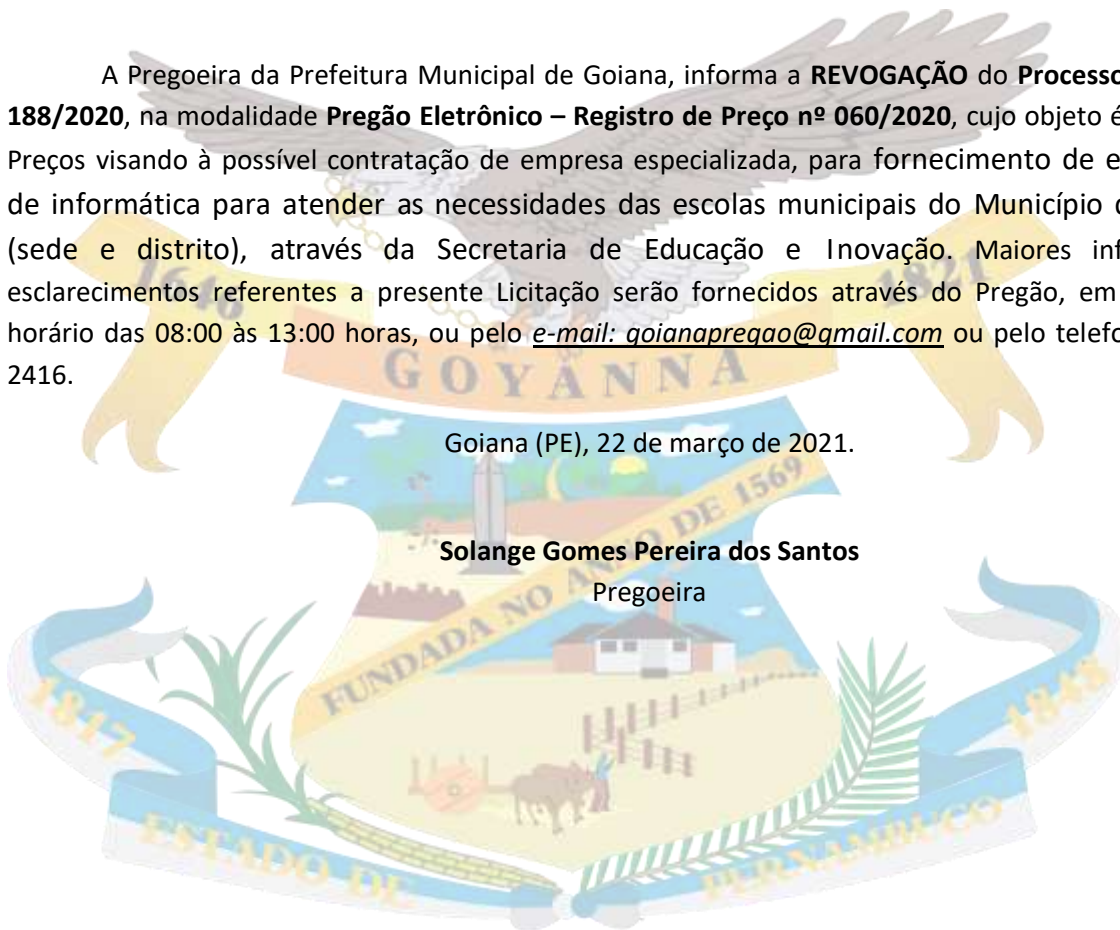 A Pregoeira da Prefeitura Municipal de Goiana, informa a REVOGAÇÃO do Processo
188/2020, na modalidade Pregão Eletrônico – Registro de Preço nº 060/2020, cujo objeto é
Preços visando à possível contratação de empresa especializada, para fornecimento de e
de informática para atender as necessidades das escolas municipais do Município
(sede e distrito), através da Secretaria de Educação e Inovação. Maiores inf
esclarecimentos referentes a presente Licitação serão fornecidos através do Pregão, em
horário das 08:00 às 13:00 horas, ou pelo e-mail: goianapregao@gmail.com ou pelo telefo
2416.
Goiana (PE), 22 de março de 2021.
Solange Gomes Pereira dos Santos
Pregoeira
1646
1821
GOYANNA
FUNDADA NO ANNO DE 1569
1817
1848
ESTADO DE
PERNAMBUCO